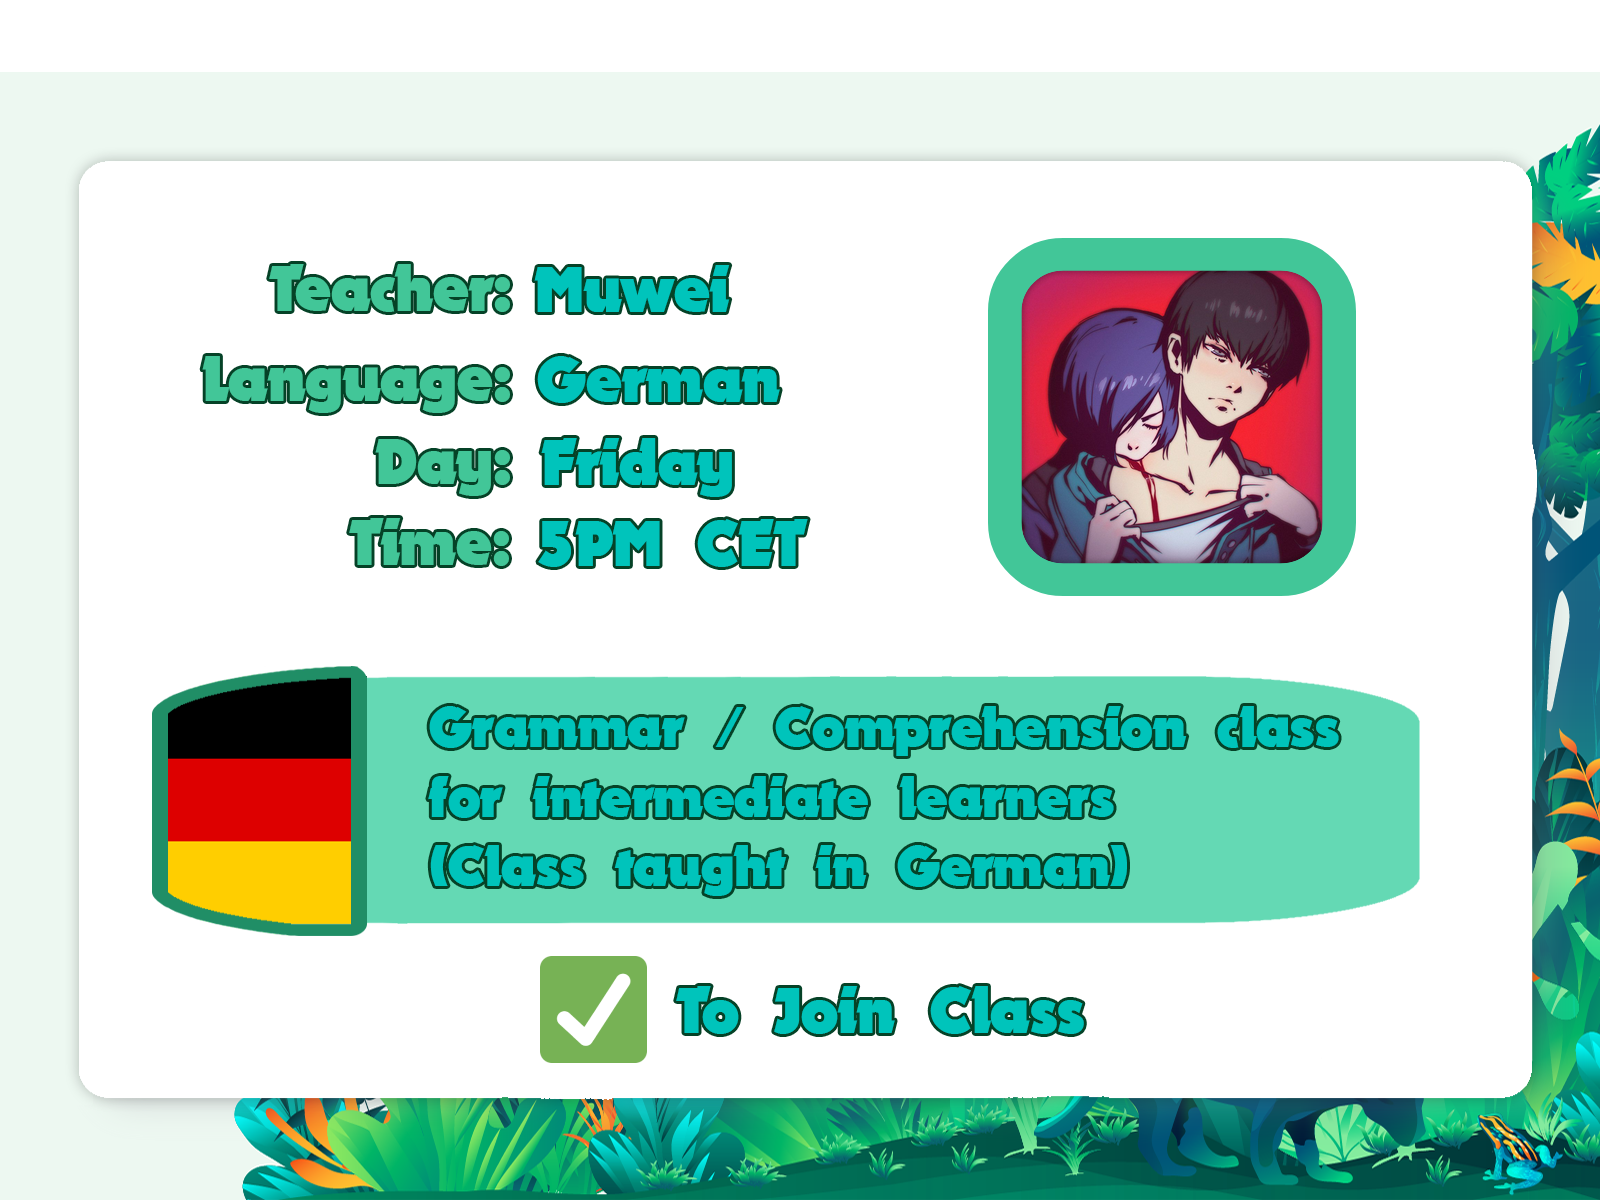 Teacher: Muwei
Language: German
Day: Friday
Time: 5PM CET
Grammar / Comprehension class
for intermediate learners
(Class taught in German)
To Join Class